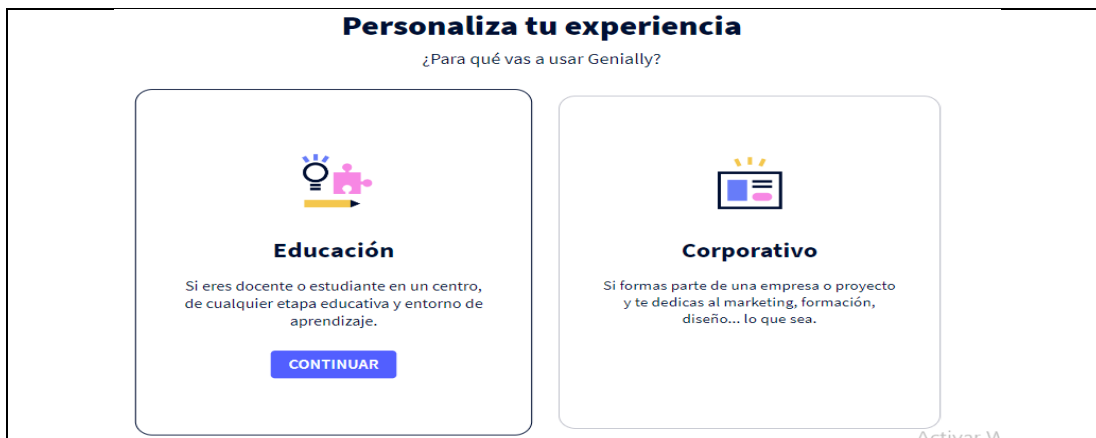 Personaliza tu experiencia
¿Para qué vas a usar Genially?
Educación
Si eres docente o estudiante en un centro,
de cualquier etapa educativa y entorno de
aprendizaje.
CONTINUAR
Corporativo
Si formas parte de una empresa o proyecto
y te dedicas al marketing, formación,
diseño... lo que sea.
Activar W